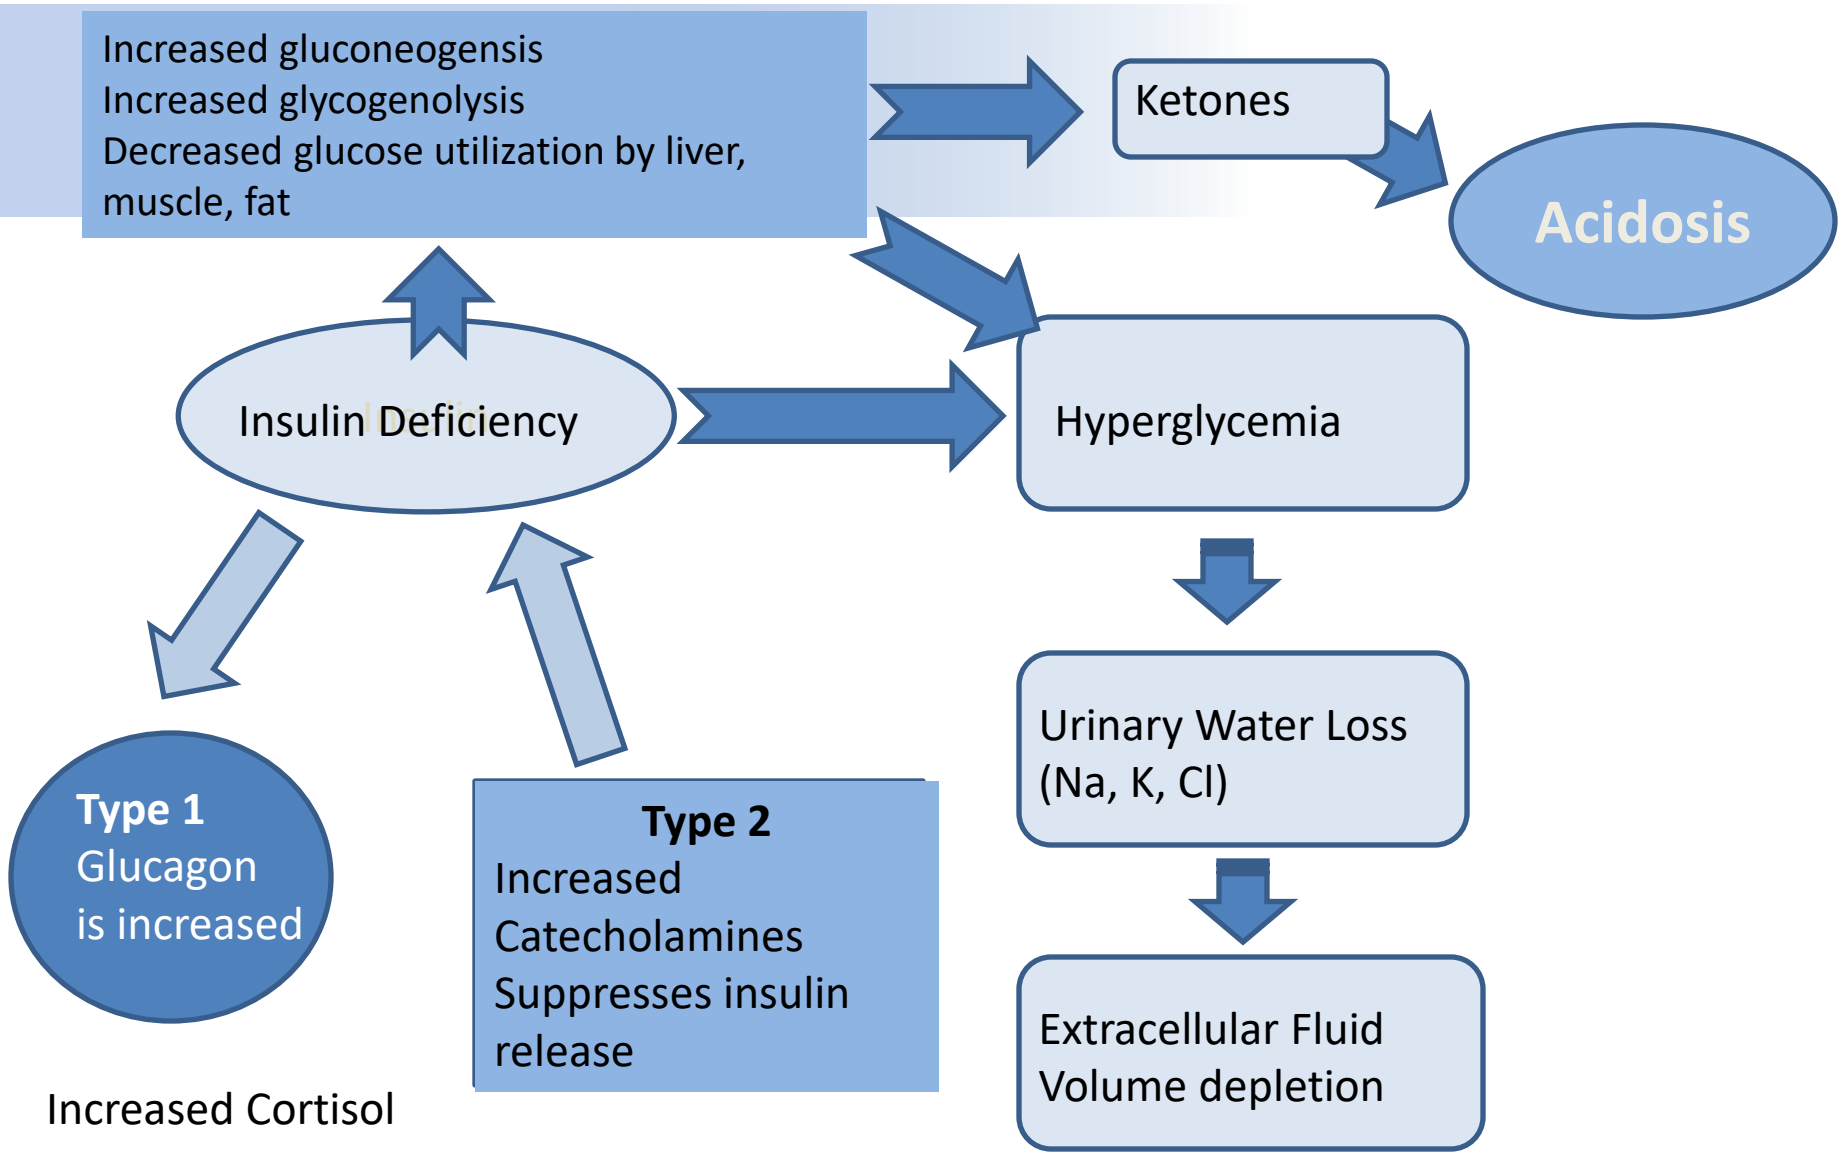 Increased gluconeogensis
Increased glycogenolysis
Decreased glucose utilization by liver,
muscle, fat
Ketones
Acidosis
Insulin
Insulin Deficiency
Hyperglycemia
Urinary Water Loss
(Na, K, Cl)
Type 1
Glucagon
is increased
Type 2
Increased
Catecholamines
Suppresses insulin
release
Extracellular Fluid
Volume depletion
Increased Cortisol